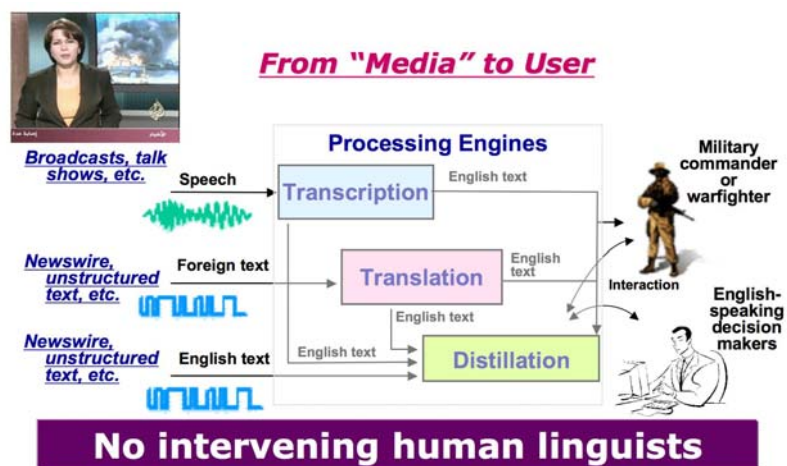 From “Media” to User
Processing Engines
Broadcasts, talk
shows, etc.
Speech
Transcription
English text
Military
commander
or
warfighter
Newswire,
unstructured
text, etc.
Foreign text
Translation
English
text
Interaction
English text
English-
speaking
decision
makers
Newswire,
unstructured
text, etc.
English text
English text
Distillation
No intervening human linguists